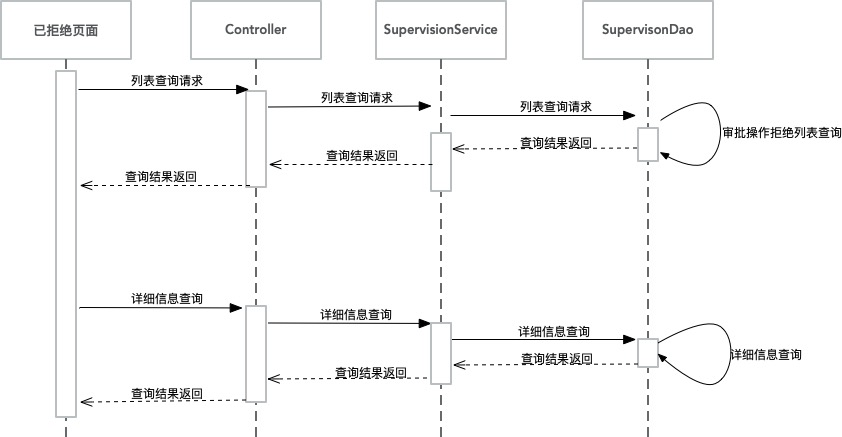 已拒绝页面
Controller
SupervisionService
SupervisonDao
列表查询请求
列表查询请求
列表查询请求
审批操作拒绝列表查询
查询结果返回
查询结果返回
查询结果返回
详细信息查询
详细信息查询
详细信息查询
详细信息查询
查询结果返回
查询结果返回
查询结果返回